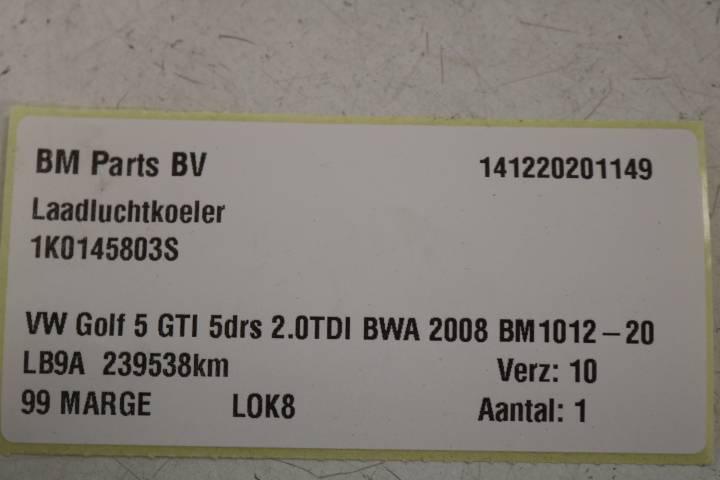 BM Parts BV 141220201149
Laadluchtkoeler
1K0145803S
VW Golf 5 GTI 5drs 2.0TDI BWA 2008 BM1012-20
LB9A 239538km Verz: 10
99 MARGE LOK8 Aantal: 1